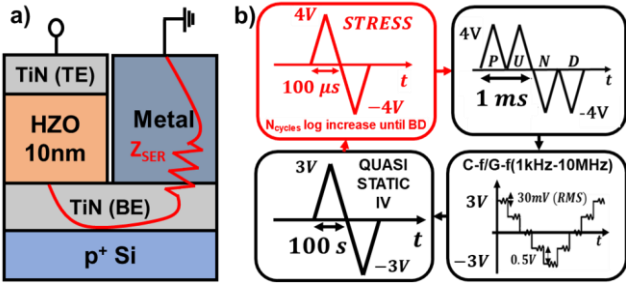 a)
TiN (TE)
HZO
10nm
Metal
Z_SER
TiN (BE)
p⁺ Si
b)
4V STRESS
t
100 μs
−4V
N_cycles log increase until BD
4V P U N D
t
1 ms
-4V
3V QUASI
STATIC
IV
100 s t
−3V
C-f/G-f(1kHz-10MHz)
3V 30mV (RMS)
t
−3V 0.5V